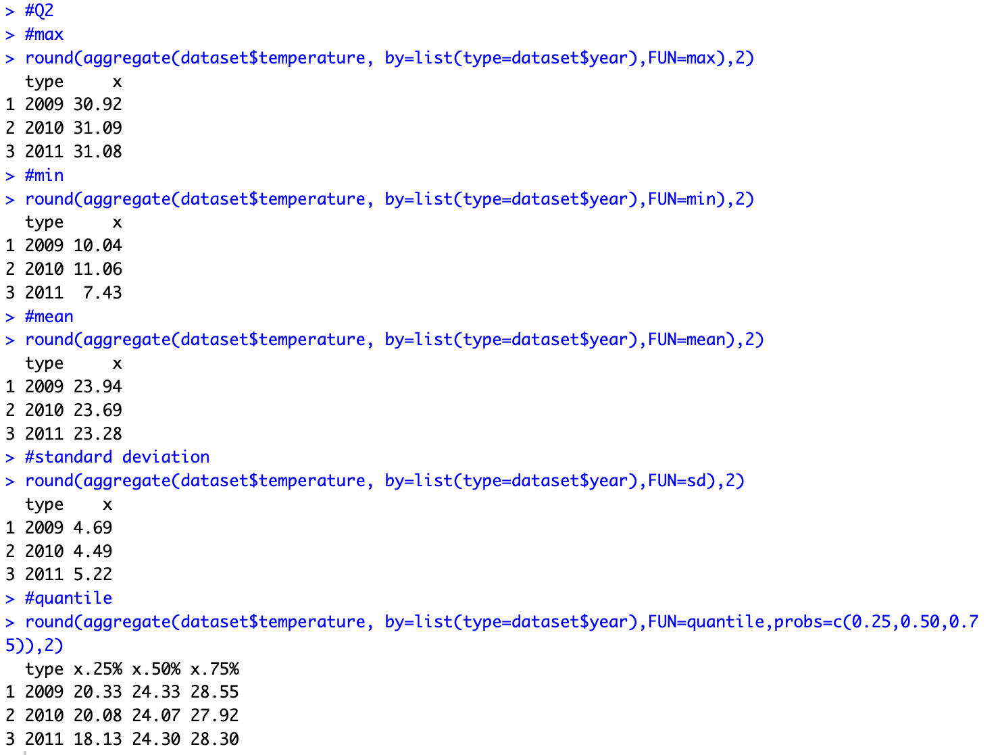 > #Q2
> #max
> round(aggregate(dataset$temperature, by=list(type=dataset$year),FUN=max),2)
  type     x
1 2009 30.92
2 2010 31.09
3 2011 31.08
> #min
> round(aggregate(dataset$temperature, by=list(type=dataset$year),FUN=min),2)
  type     x
1 2009 10.04
2 2010 11.06
3 2011  7.43
> #mean
> round(aggregate(dataset$temperature, by=list(type=dataset$year),FUN=mean),2)
  type     x
1 2009 23.94
2 2010 23.69
3 2011 23.28
> #standard deviation
> round(aggregate(dataset$temperature, by=list(type=dataset$year),FUN=sd),2)
  type    x
1 2009 4.69
2 2010 4.49
3 2011 5.22
> #quantile
> round(aggregate(dataset$temperature, by=list(type=dataset$year),FUN=quantile,probs=c(0.25,0.50,0.7
5)),2)
  type x.25% x.50% x.75%
1 2009 20.33 24.33 28.55
2 2010 20.08 24.07 27.92
3 2011 18.13 24.30 28.30